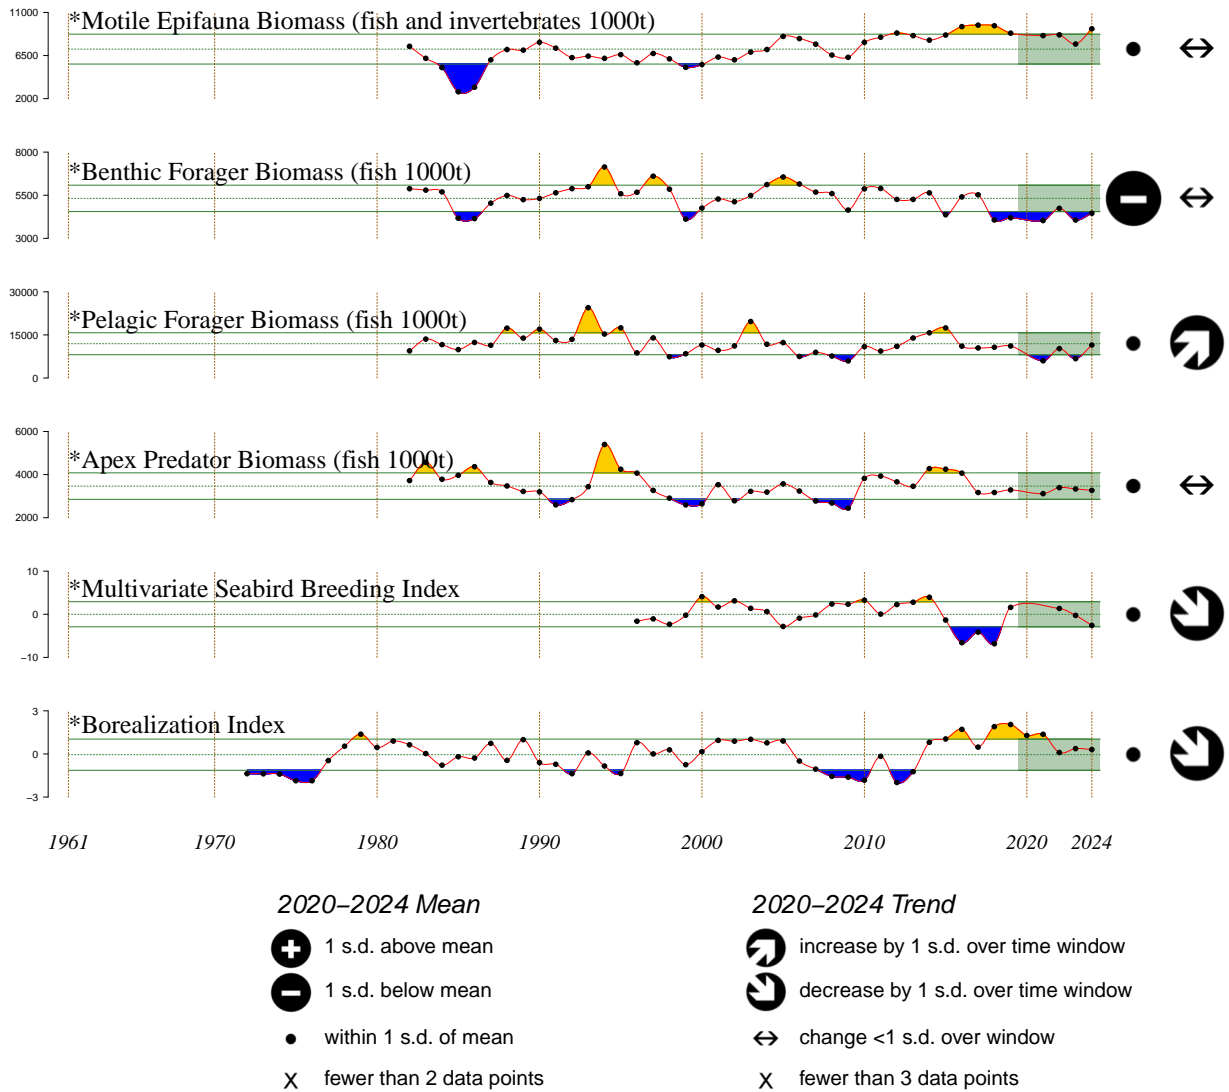 *Motile Epifauna Biomass (fish and invertebrates 1000t)
11000
6500
2000
*Benthic Forager Biomass (fish 1000t)
8000
5500
3000
*Pelagic Forager Biomass (fish 1000t)
30000
15000
0
*Apex Predator Biomass (fish 1000t)
6000
4000
2000
*Multivariate Seabird Breeding Index
10
0
−10
*Borealization Index
3
0
−3
1961 1970 1980 1990 2000 2010 2020 2024
2020−2024 Mean
1 s.d. above mean
1 s.d. below mean
within 1 s.d. of mean
x fewer than 2 data points
2020−2024 Trend
increase by 1 s.d. over time window
decrease by 1 s.d. over time window
change <1 s.d. over window
x fewer than 3 data points